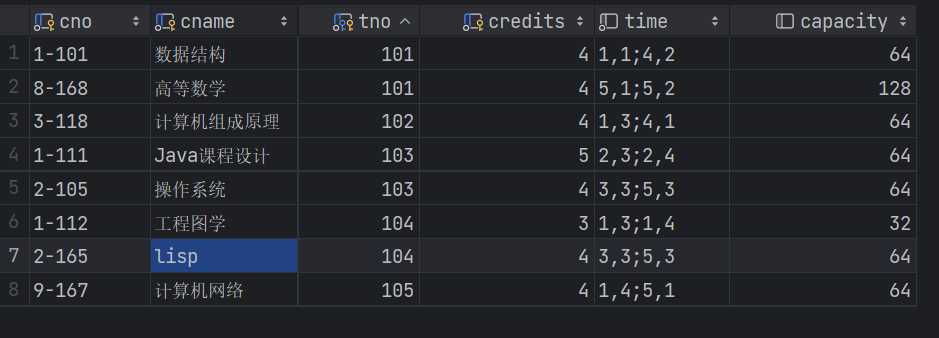 cno cname tno credits time capacity
1 1-101 数据结构 101 4 1,1;4,2 64
2 8-168 高等数学 101 4 5,1;5,2 128
3 3-118 计算机组成原理 102 4 1,3;4,1 64
4 1-111 Java课程设计 103 5 2,3;2,4 64
5 2-105 操作系统 103 4 3,3;5,3 64
6 1-112 工程图学 104 3 1,3;1,4 32
7 2-165 lisp 104 4 3,3;5,3 64
8 9-167 计算机网络 105 4 1,4;5,1 64